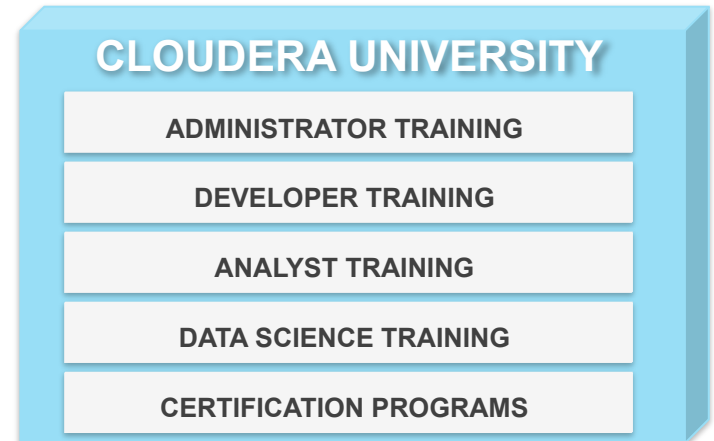 CLOUDERA UNIVERSITY
ADMINISTRATOR TRAINING
DEVELOPER TRAINING
ANALYST TRAINING
DATA SCIENCE TRAINING
CERTIFICATION PROGRAMS